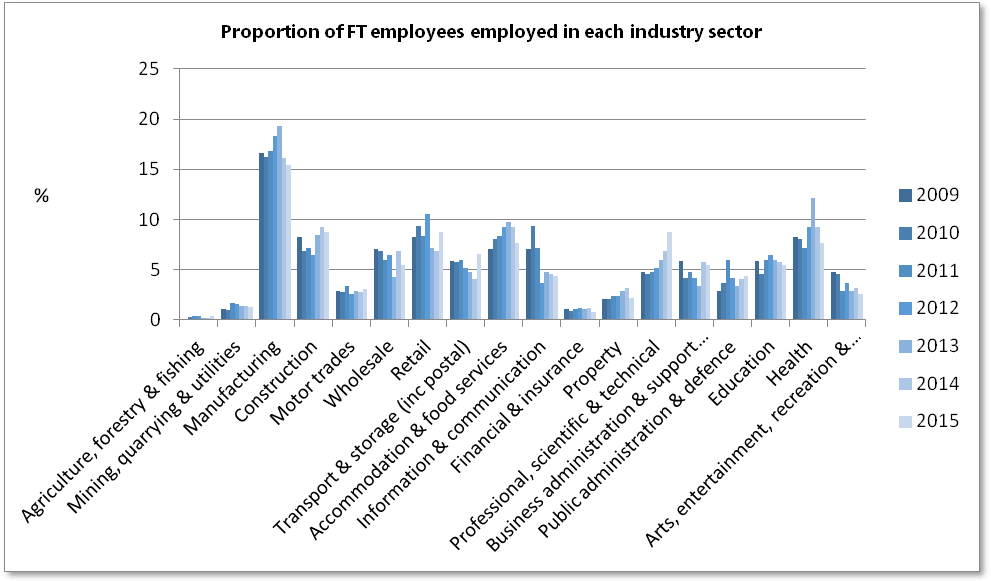 Proportion of FT employees employed in each industry sector
25
20
15
10
5
0
%
Agriculture, forestry & fishing
Mining, quarrying & utilities
Manufacturing
Construction
Motor trades
Wholesale
Retail
Transport & storage (inc postal)
Accommodation & food services
Information & communication
Financial & insurance
Property
Professional, scientific & technical
Business administration & support...
Public administration & defence
Education
Health
Arts, entertainment, recreation &...
2009
2010
2011
2012
2013
2014
2015